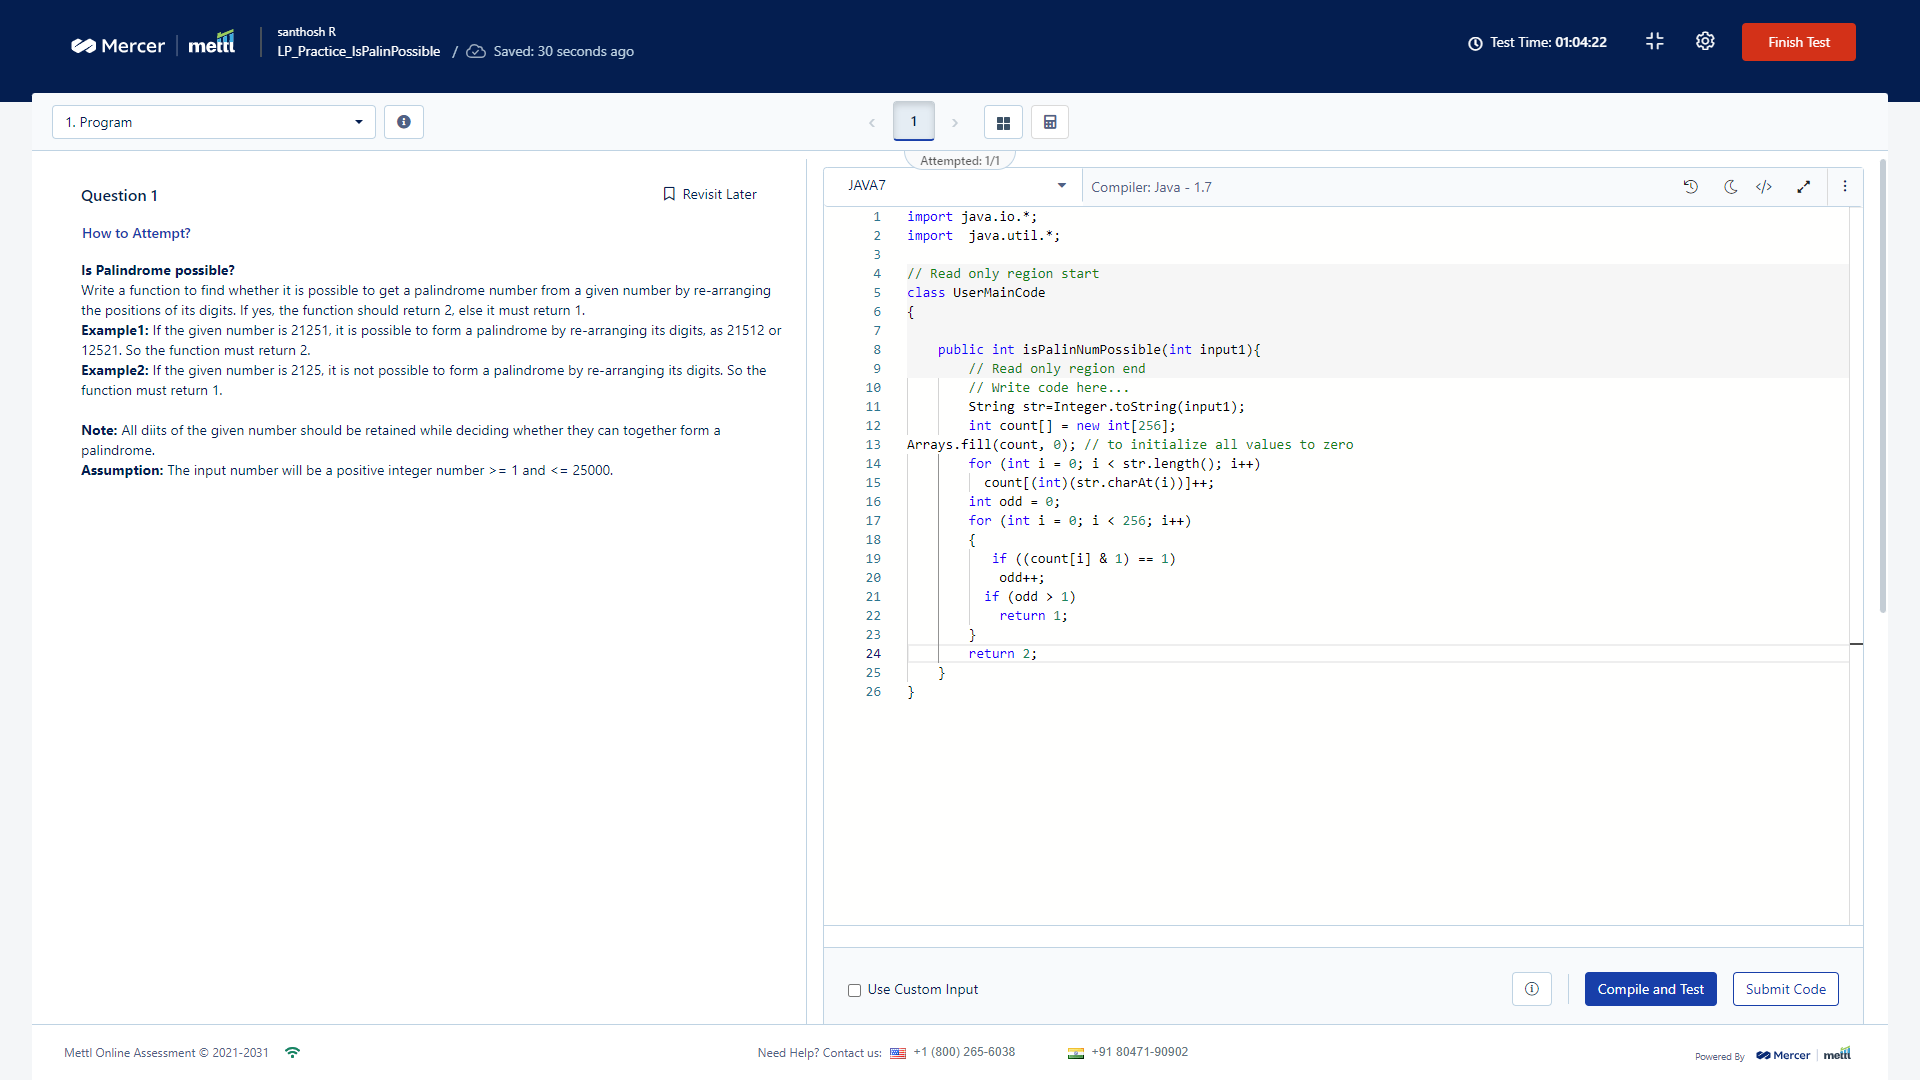 Mercer | mettl
santhosh R
LP_Practice_IsPalinPossible / Saved: 30 seconds ago
Test Time: 01:04:22
Finish Test
1. Program
1
Attempted: 1/1
Question 1
Revisit Later
How to Attempt?
Is Palindrome possible?
Write a function to find whether it is possible to get a palindrome number from a given number by re-arranging
the positions of its digits. If yes, the function should return 2, else it must return 1.
Example1: If the given number is 21251, it is possible to form a palindrome by re-arranging its digits, as 21512 or
12521. So the function must return 2.
Example2: If the given number is 2125, it is not possible to form a palindrome by re-arranging its digits. So the
function must return 1.
Note: All diits of the given number should be retained while deciding whether they can together form a
palindrome.
Assumption: The input number will be a positive integer number >= 1 and <= 25000.
JAVA7
Compiler: Java - 1.7
1 import java.io.*;
2 import  java.util.*;
3
4 // Read only region start
5 class UserMainCode
6 {
7
8     public int isPalinNumPossible(int input1){
9         // Read only region end
10         // Write code here...
11         String str=Integer.toString(input1);
12         int count[] = new int[256];
13 Arrays.fill(count, 0); // to initialize all values to zero
14         for (int i = 0; i < str.length(); i++)
15           count[(int)(str.charAt(i))]++;
16         int odd = 0;
17         for (int i = 0; i < 256; i++)
18         {
19            if ((count[i] & 1) == 1)
20             odd++;
21           if (odd > 1)
22             return 1;
23         }
24         return 2;
25     }
26 }
Use Custom Input
Compile and Test
Submit Code
Mettl Online Assessment © 2021-2031
Need Help? Contact us: +1 (800) 265-6038
+91 80471-90902
Powered By Mercer | mettl